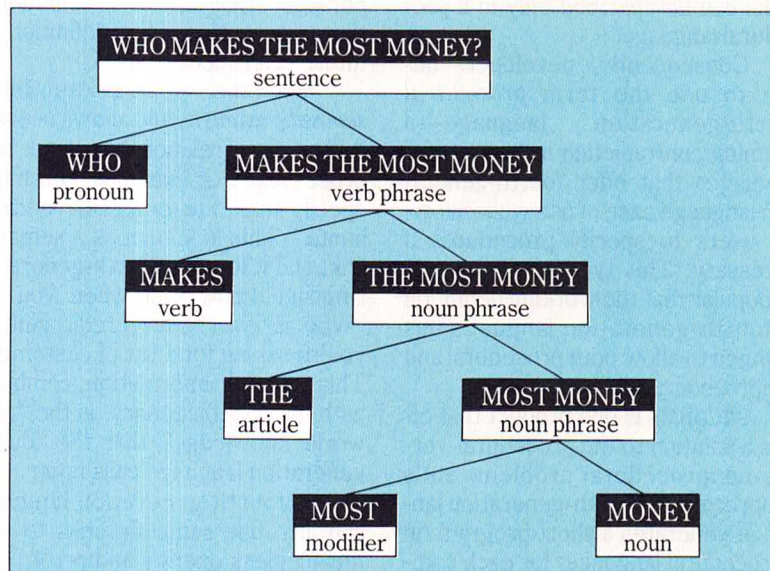 WHO MAKES THE MOST MONEY?
sentence
WHO
pronoun
MAKES THE MOST MONEY
verb phrase
MAKES
verb
THE MOST MONEY
noun phrase
THE
article
MOST MONEY
noun phrase
MOST
modifier
MONEY
noun